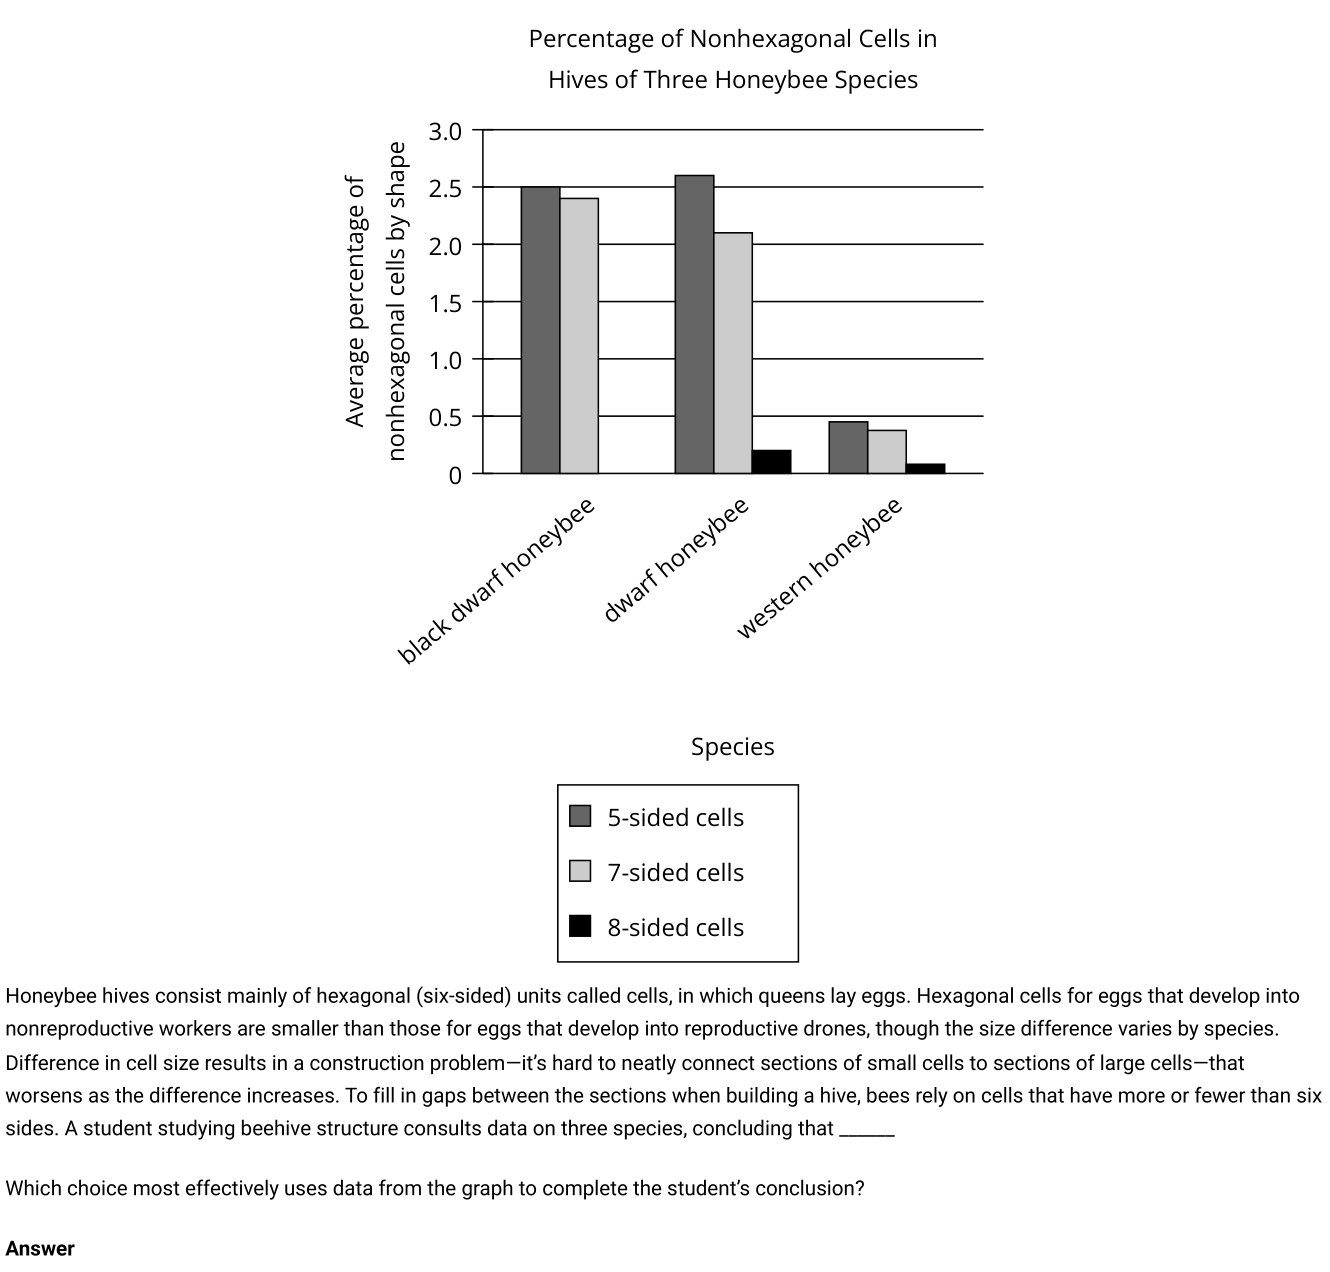 Percentage of Nonhexagonal Cells in
Hives of Three Honeybee Species
Average percentage of
nonhexagonal cells by shape
3.0
2.5
2.0
1.5
1.0
0.5
0
black dwarf honeybee
dwarf honeybee
western honeybee
Species
5-sided cells
7-sided cells
8-sided cells
Honeybee hives consist mainly of hexagonal (six-sided) units called cells, in which queens lay eggs. Hexagonal cells for eggs that develop into
nonreproductive workers are smaller than those for eggs that develop into reproductive drones, though the size difference varies by species.
Difference in cell size results in a construction problem—it's hard to neatly connect sections of small cells to sections of large cells—that
worsens as the difference increases. To fill in gaps between the sections when building a hive, bees rely on cells that have more or fewer than six
sides. A student studying beehive structure consults data on three species, concluding that ______
Which choice most effectively uses data from the graph to complete the student's conclusion?
Answer